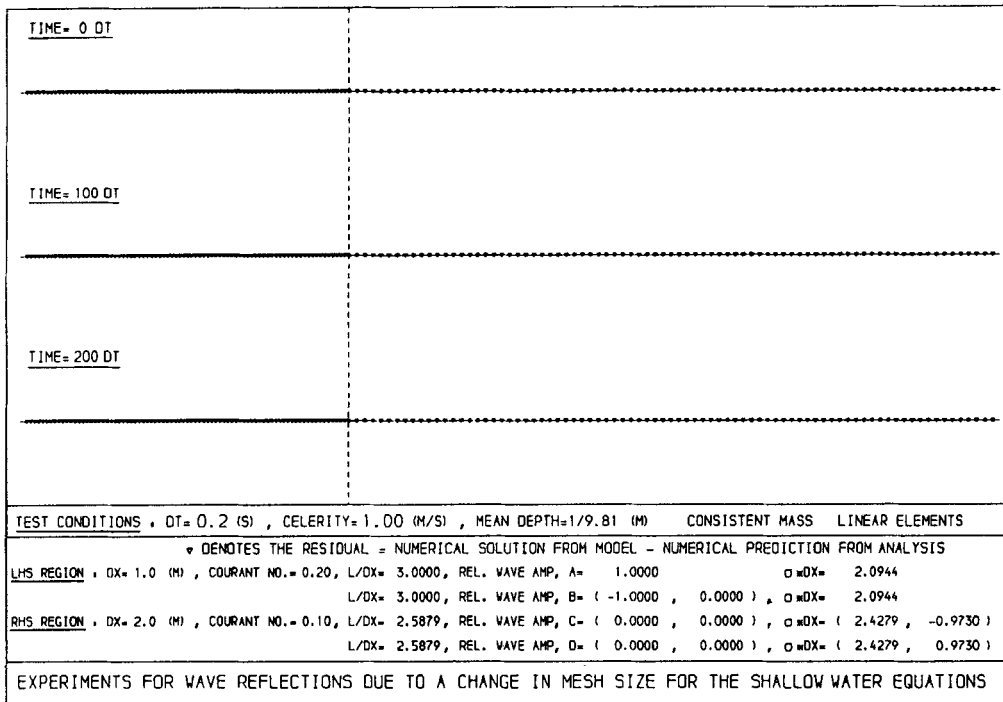 TIME= 0 DT
TIME= 100 DT
TIME= 200 DT
TEST CONDITIONS , DT= 0.2 (S) , CELERITY= 1.00 (M/S) , MEAN DEPTH=1/9.81 (M) CONSISTENT MASS LINEAR ELEMENTS
▿ DENOTES THE RESIDUAL = NUMERICAL SOLUTION FROM MODEL – NUMERICAL PREDICTION FROM ANALYSIS
LHS REGION , DX= 1.0 (M) , COURANT NO.= 0.20, L/DX= 3.0000, REL. WAVE AMP, A= 1.0000 σ*DX= 2.0944
L/DX= 3.0000, REL. WAVE AMP, B= ( -1.0000 , 0.0000 ) , σ*DX= 2.0944
RHS REGION , DX= 2.0 (M) , COURANT NO.= 0.10, L/DX= 2.5879, REL. WAVE AMP, C= ( 0.0000 , 0.0000 ) , σ*DX= ( 2.4279 , -0.9730 )
L/DX= 2.5879, REL. WAVE AMP, D= ( 0.0000 , 0.0000 ) , σ*DX= ( 2.4279 , 0.9730 )
EXPERIMENTS FOR WAVE REFLECTIONS DUE TO A CHANGE IN MESH SIZE FOR THE SHALLOW WATER EQUATIONS